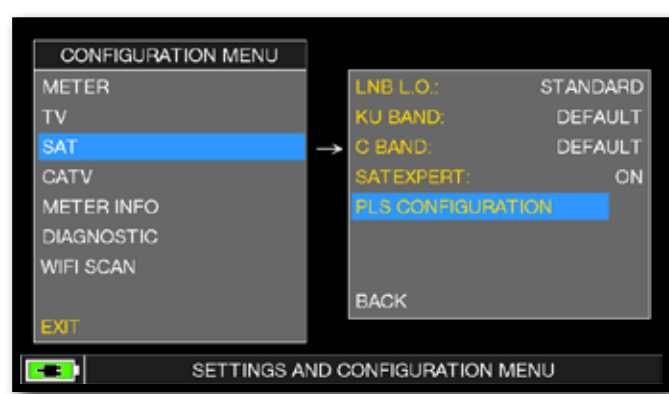 CONFIGURATION MENU
METER
TV
SAT
CATV
METER INFO
DIAGNOSTIC
WIFI SCAN
EXIT
LNB L.O.: STANDARD
KU BAND: DEFAULT
C BAND: DEFAULT
SATEXPERT: ON
PLS CONFIGURATION
BACK
SETTINGS AND CONFIGURATION MENU